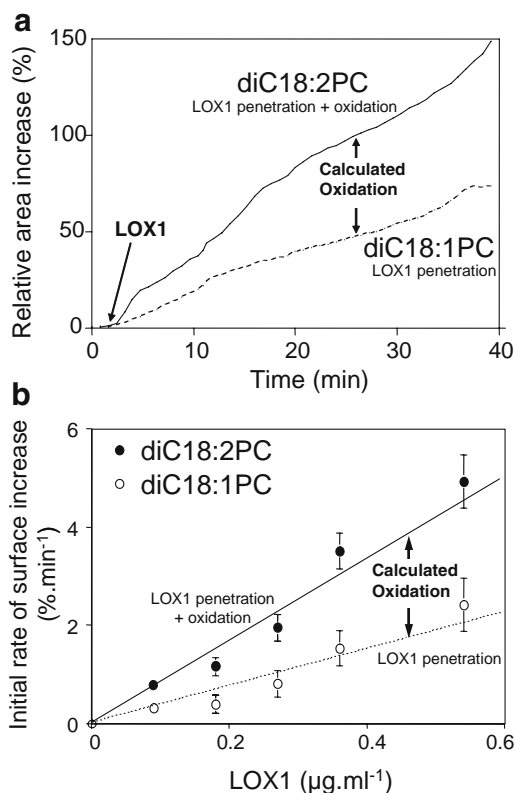 a
Relative area increase (%)
150
100
50
0
diC18:2PC
LOX1 penetration + oxidation
Calculated
Oxidation
LOX1
diC18:1PC
LOX1 penetration
0
10
20
30
40
Time (min)
b
Initial rate of surface increase
(%.min⁻¹)
6
4
2
0
diC18:2PC
diC18:1PC
LOX1 penetration
+ oxidation
Calculated
Oxidation
LOX1 penetration
0
0.2
0.4
0.6
LOX1 (µg.ml⁻¹)